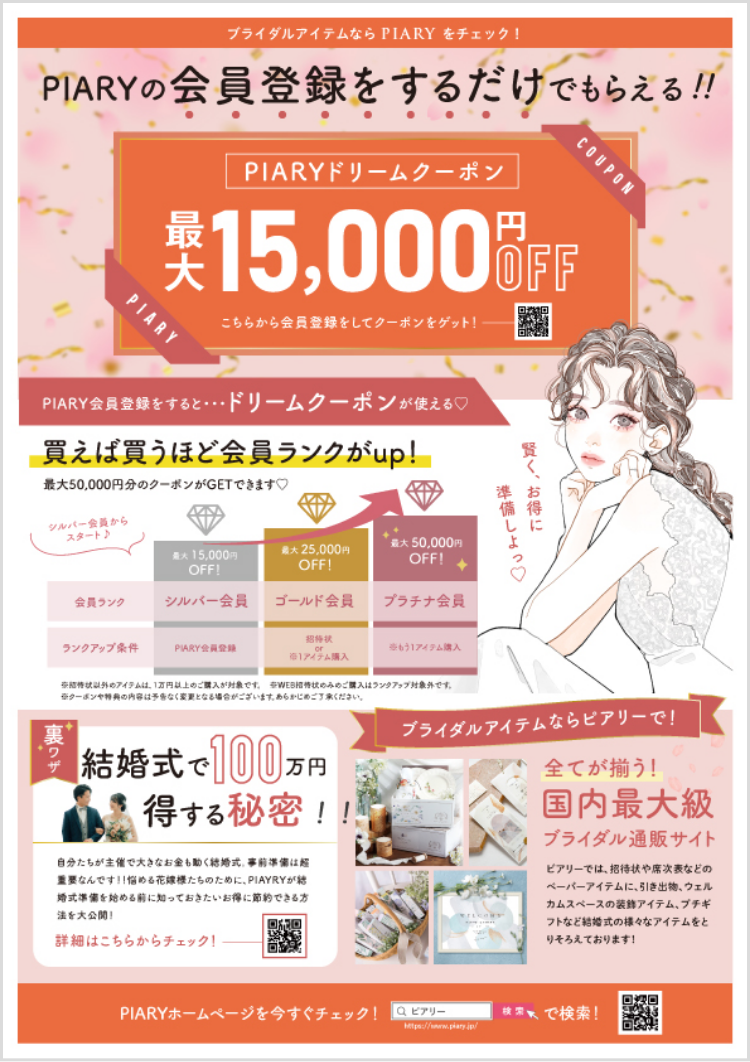 ブライダルアイテムなら PIARY をチェック！
PIARYの会員登録をするだけでもらえる!!
COUPON
PIARYドリームクーポン
最大15,000円OFF
こちらから会員登録をしてクーポンをゲット！
PIARY
PIARY会員登録をすると･･･ドリームクーポンが使える♡
買えば買うほど会員ランクがup！
最大50,000円分のクーポンがGETできます♡
賢く、お得に
準備しよっ♡
シルバー会員から
スタート♪
最大 15,000円
OFF!
最大 25,000円
OFF!
最大 50,000円
OFF!
会員ランク シルバー会員 ゴールド会員 プラチナ会員
ランクアップ条件 PIARY会員登録 招待状 or ※1アイテム購入 ※もう1アイテム購入
※招待状以外のアイテムは、1万円以上のご購入が対象です。 ※WEB招待状のみのご購入はランクアップ対象外です。
※クーポンや特典の内容は予告なく変更となる場合がございます。あらかじめご了承ください。
裏ワザ
結婚式で100万円
得する秘密！！
自分たちが主催で大きなお金も動く結婚式。事前準備は超
重要なんです！！悩める花嫁様たちのために、PIAYRYが結
婚式準備を始める前に知っておきたいお得に節約できる方
法を大公開！
詳細はこちらからチェック！
ブライダルアイテムならピアリーで！
全てが揃う！
国内最大級
ブライダル通販サイト
ピアリーでは、招待状や席次表などの
ペーパーアイテムに、引き出物、ウェル
カムスペースの装飾アイテム、プチギ
フトなど結婚式の様々なアイテムをと
りそろえております！
PIARYホームページを今すぐチェック！ ピアリー 検索 で検索！
https://www.piary.jp/